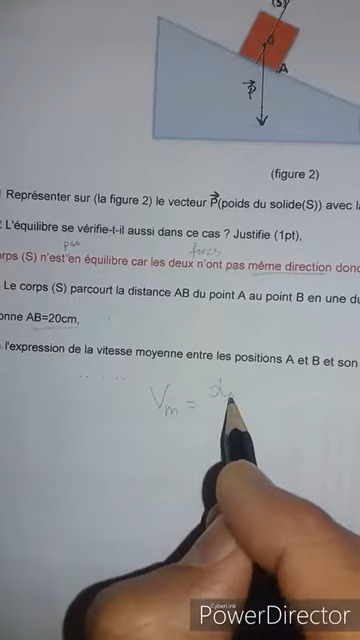 (S)
G
A
P
(figure 2)
Représenter sur (la figure 2) le vecteur P(poids du solide(S)) avec
L'équilibre se vérifie-t-il aussi dans ce cas ? Justifie (1pt),
pas forces
orps (S) n'est en équilibre car les deux n'ont pas même direction donc
Le corps (S) parcourt la distance AB du point A au point B en une
onne AB=20cm,
l'expression de la vitesse moyenne entre les positions A et B et son
Vm = d
CyberLink
PowerDirector